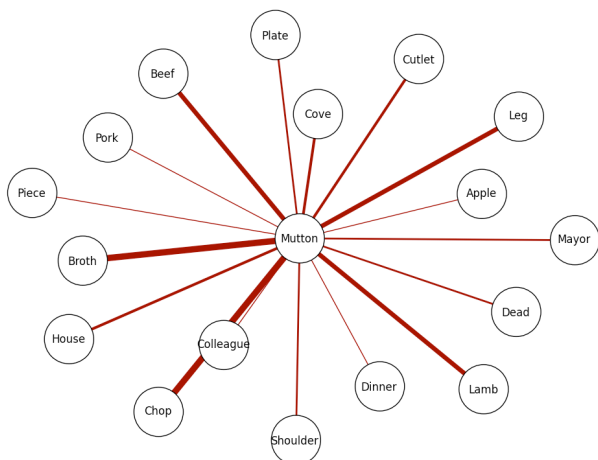 Plate
Cutlet
Beef
Cove
Leg
Pork
Piece
Apple
Mutton
Mayor
Broth
Dead
House
Colleague
Dinner
Lamb
Chop
Shoulder